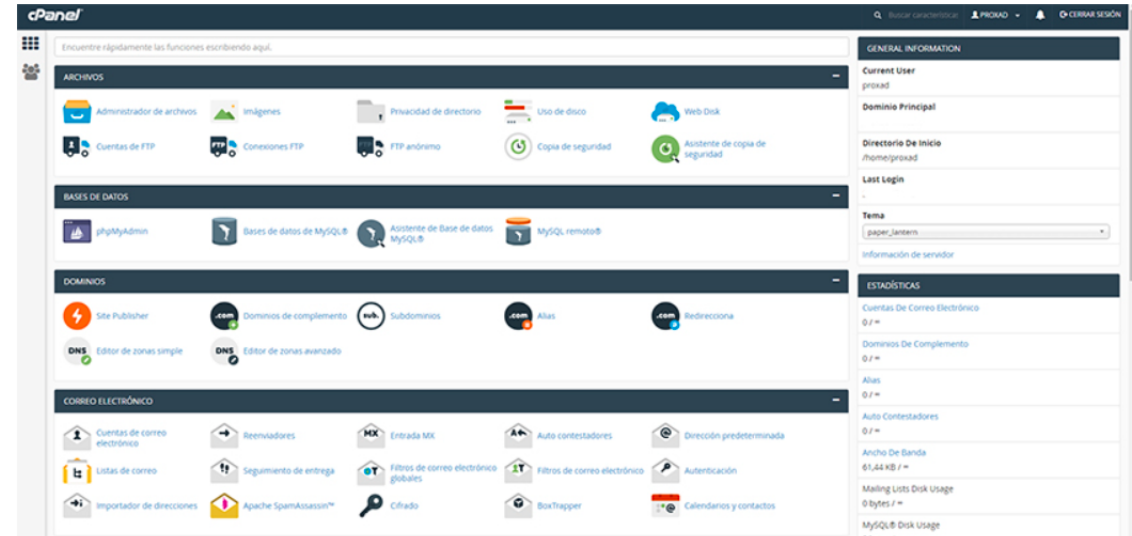 cPanel
Buscar características
PROXAD
CERRAR SESIÓN
Encuentre rápidamente las funciones escribiendo aquí.
ARCHIVOS
Administrador de archivos
Imágenes
Privacidad de directorio
Uso de disco
Web Disk
Cuentas de FTP
FTP
Conexiones FTP
FTP anónimo
Copia de seguridad
Asistente de copia de
seguridad
BASES DE DATOS
phpMyAdmin
Bases de datos de MySQL®
Asistente de Base de datos
MySQL®
MySQL remoto®
DOMINIOS
Site Publisher
.com
Dominios de complemento
sub.
Subdominios
.com
Alias
.com
Redirecciona
DNS
Editor de zonas simple
DNS
Editor de zonas avanzado
CORREO ELECTRÓNICO
Cuentas de correo
electrónico
Reenviadores
MX
Entrada MX
Auto contestadores
@
Dirección predeterminada
Listas de correo
Seguimiento de entrega
Filtros de correo electrónico
globales
Filtros de correo electrónico
Autenticación
Importador de direcciones
Apache SpamAssassin™
Cifrado
BoxTrapper
Calendarios y contactos
GENERAL INFORMATION
Current User
proxad
Dominio Principal
Directorio De Inicio
/home/proxad
Last Login
Tema
paper_lantern
Información de servidor
ESTADÍSTICAS
Cuentas De Correo Electrónico
0 / ∞
Dominios De Complemento
0 / ∞
Alias
0 / ∞
Auto Contestadores
0 / ∞
Ancho De Banda
61,44 KB / ∞
Mailing Lists Disk Usage
0 bytes / ∞
MySQL® Disk Usage